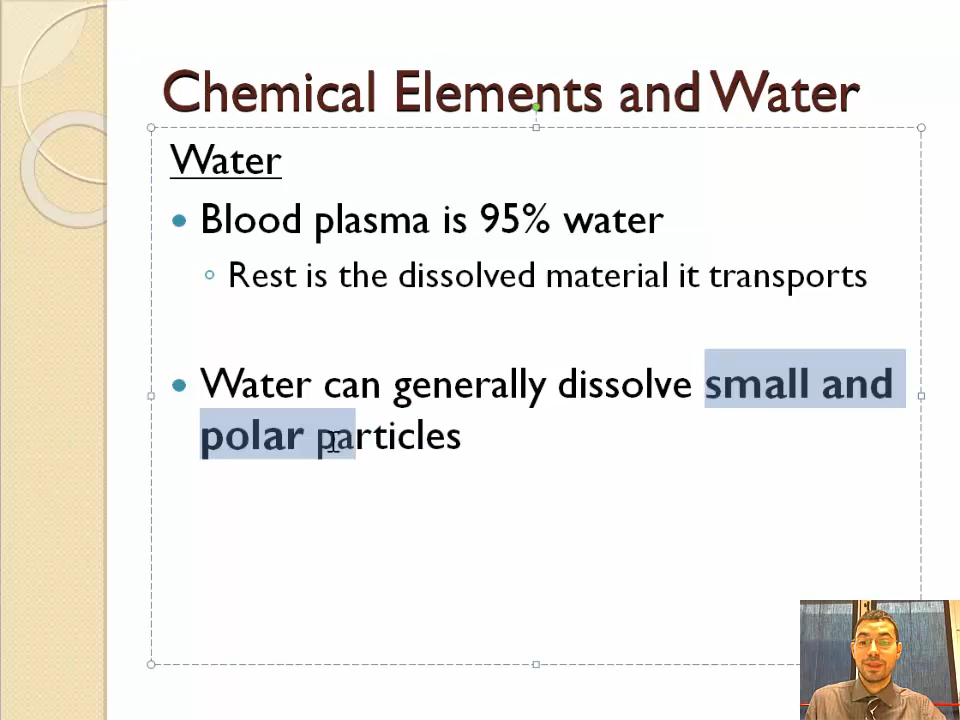 Chemical Elements and Water
Water
Blood plasma is 95% water
Rest is the dissolved material it transports
Water can generally dissolve small and
polar particles